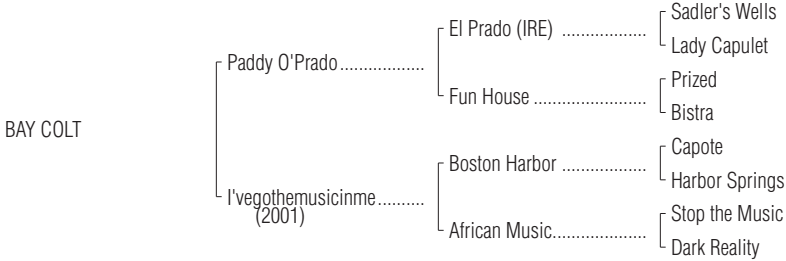 Sadler's Wells
El Prado (IRE) ...................
Lady Capulet
Paddy O'Prado..................
Prized
Fun House .........................
Bistra
BAY COLT
Capote
Boston Harbor ...................
Harbor Springs
I'vegothemusicinme..........
(2001)
Stop the Music
African Music.....................
Dark Reality